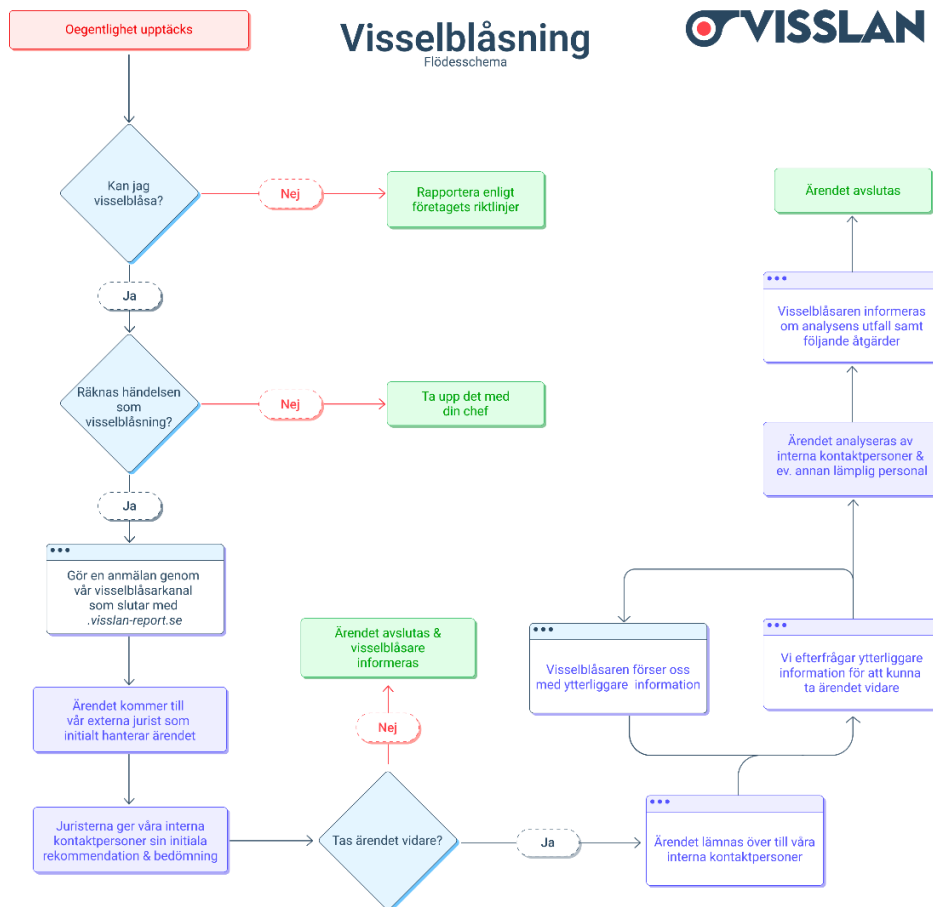 Oegentlighet upptäcks
Visselblåsning
Flödesschema
VISSLAN
Kan jag
visselblåsa?
Nej
Rapportera enligt
företagets riktlinjer
Ja
Räknas händelsen
som
visselblåsning?
Nej
Ta upp det med
din chef
Ja
Gör en anmälan genom
vår visselblåsarkanal
som slutar med
.visslan-report.se
Ärendet kommer till
vår externa jurist som
initialt hanterar ärendet
Juristerna ger våra interna
kontaktpersoner sin initiala
rekommendation & bedömning
Tas ärendet vidare?
Nej
Ärendet avslutas &
visselblåsare
informeras
Ja
Ärendet lämnas över till våra
interna kontaktpersoner
Vi efterfrågar ytterliggare
information för att kunna
ta ärendet vidare
Visselblåsaren förser oss
med ytterliggare information
Ärendet analyseras av
interna kontaktpersoner &
ev. annan lämplig personal
Visselblåsaren informeras
om analysens utfall samt
följande åtgärder
Ärendet avslutas